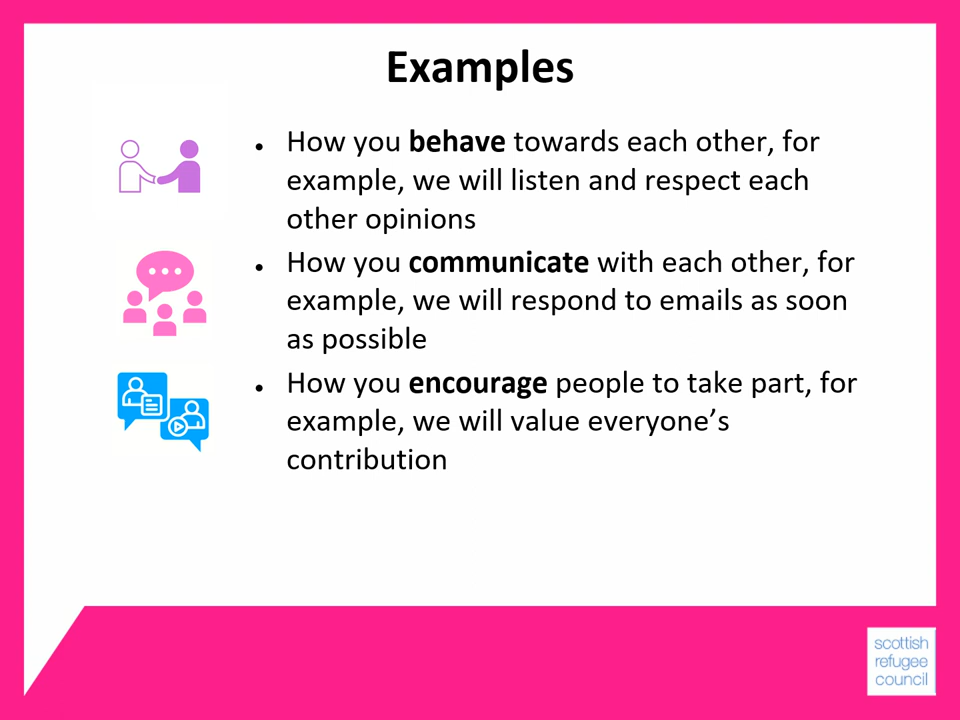 Examples
• How you behave towards each other, for
example, we will listen and respect each
other opinions
• How you communicate with each other, for
example, we will respond to emails as soon
as possible
• How you encourage people to take part, for
example, we will value everyone’s
contribution
scottish
refugee
council